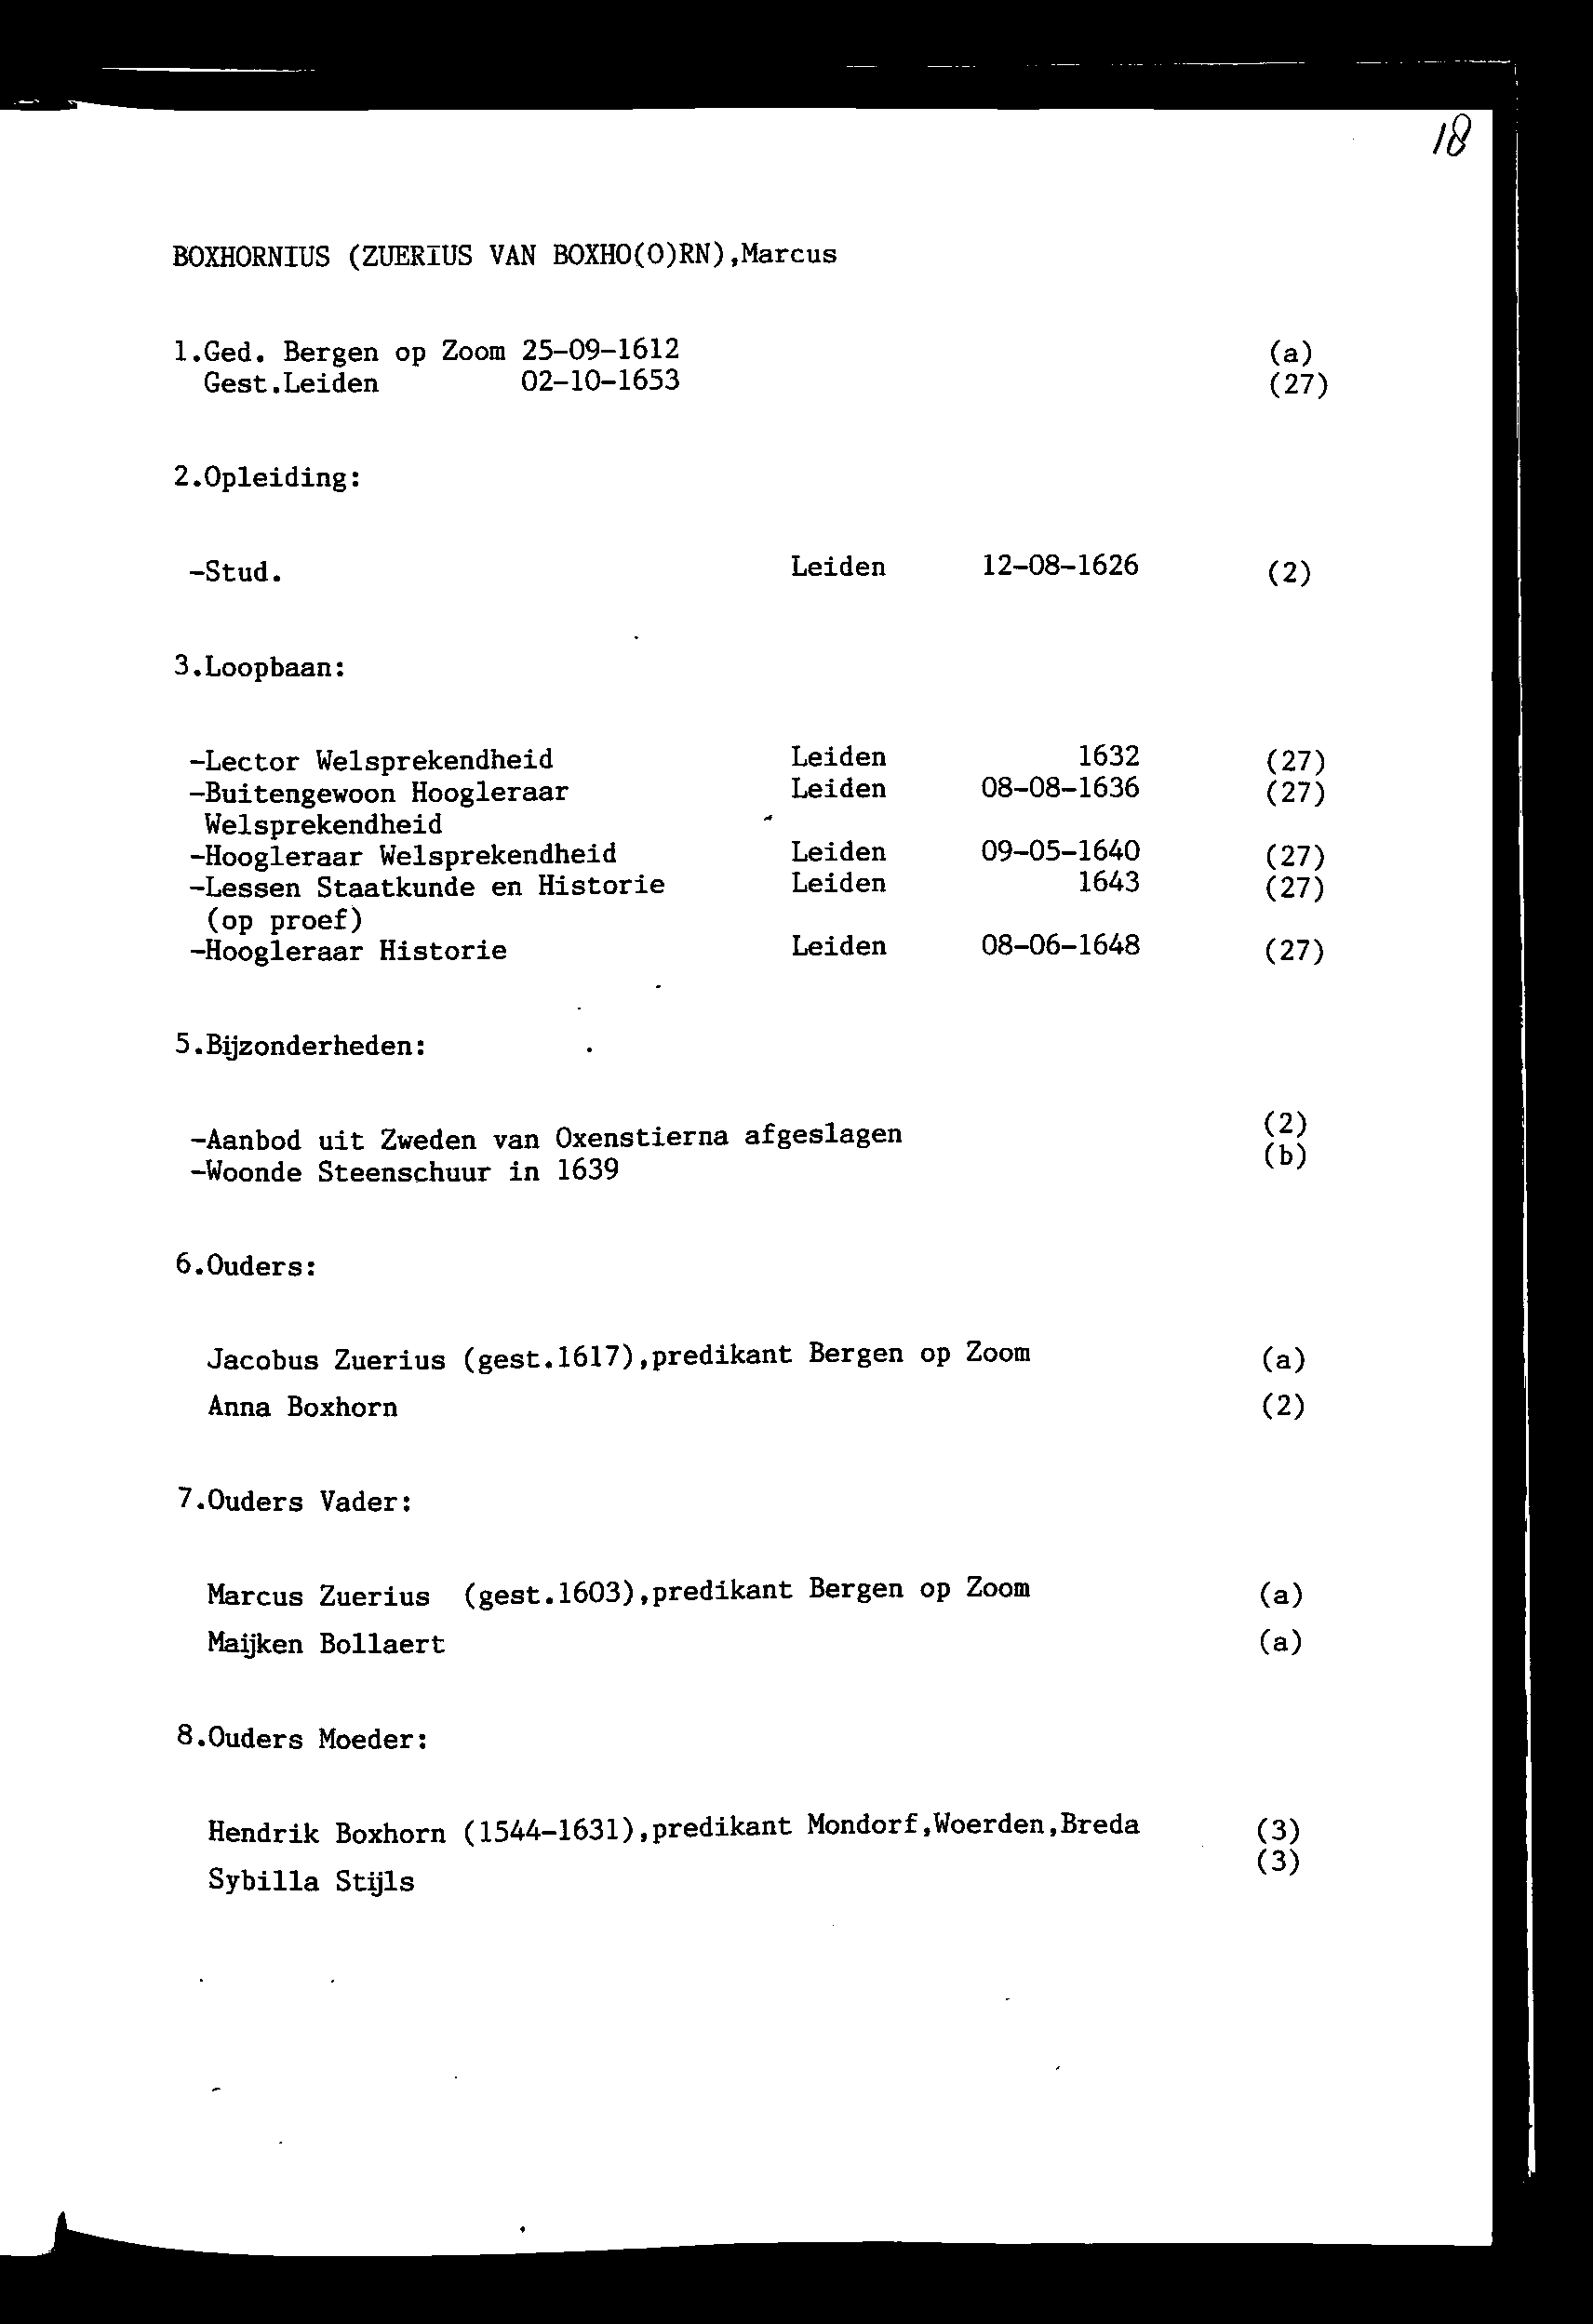 18
BOXHORNIUS (ZUERIUS VAN BOXHO(O)RN),Marcus
1.Ged. Bergen op Zoom 25-09-1612 (a)
Gest.Leiden 02-10-1653 (27)
2.Opleiding:
-Stud. Leiden 12-08-1626 (2)
3.Loopbaan:
-Lector Welsprekendheid Leiden 1632 (27)
-Buitengewoon Hoogleraar Leiden 08-08-1636 (27)
Welsprekendheid
-Hoogleraar Welsprekendheid Leiden 09-05-1640 (27)
-Lessen Staatkunde en Historie Leiden 1643 (27)
(op proef)
-Hoogleraar Historie Leiden 08-06-1648 (27)
5.Bijzonderheden:
-Aanbod uit Zweden van Oxenstierna afgeslagen (2)
-Woonde Steenschuur in 1639 (b)
6.Ouders:
Jacobus Zuerius (gest.1617),predikant Bergen op Zoom (a)
Anna Boxhorn (2)
7.Ouders Vader:
Marcus Zuerius (gest.1603),predikant Bergen op Zoom (a)
Maijken Bollaert (a)
8.Ouders Moeder:
Hendrik Boxhorn (1544-1631),predikant Mondorf,Woerden,Breda (3)
Sybilla Stijls (3)